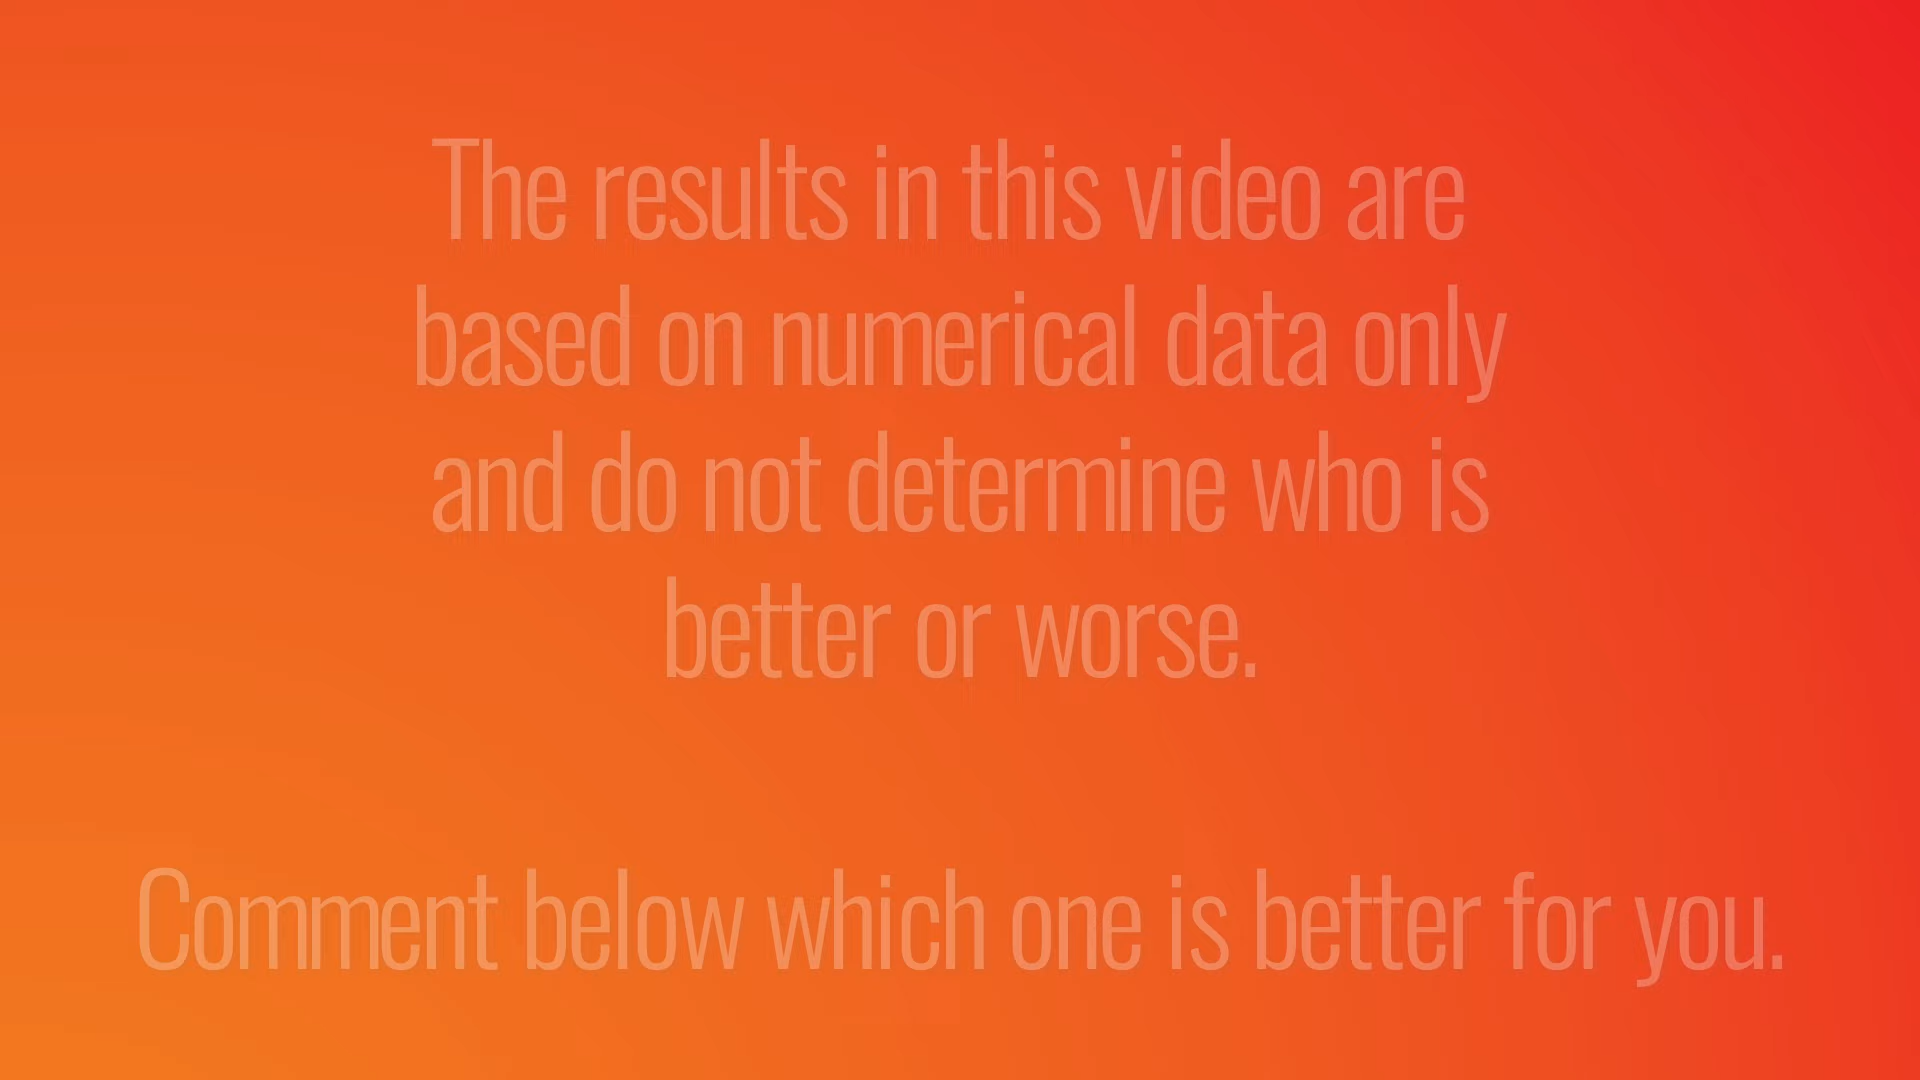 The results in this video are
based on numerical data only
and do not determine who is
better or worse.
Comment below which one is better for you.